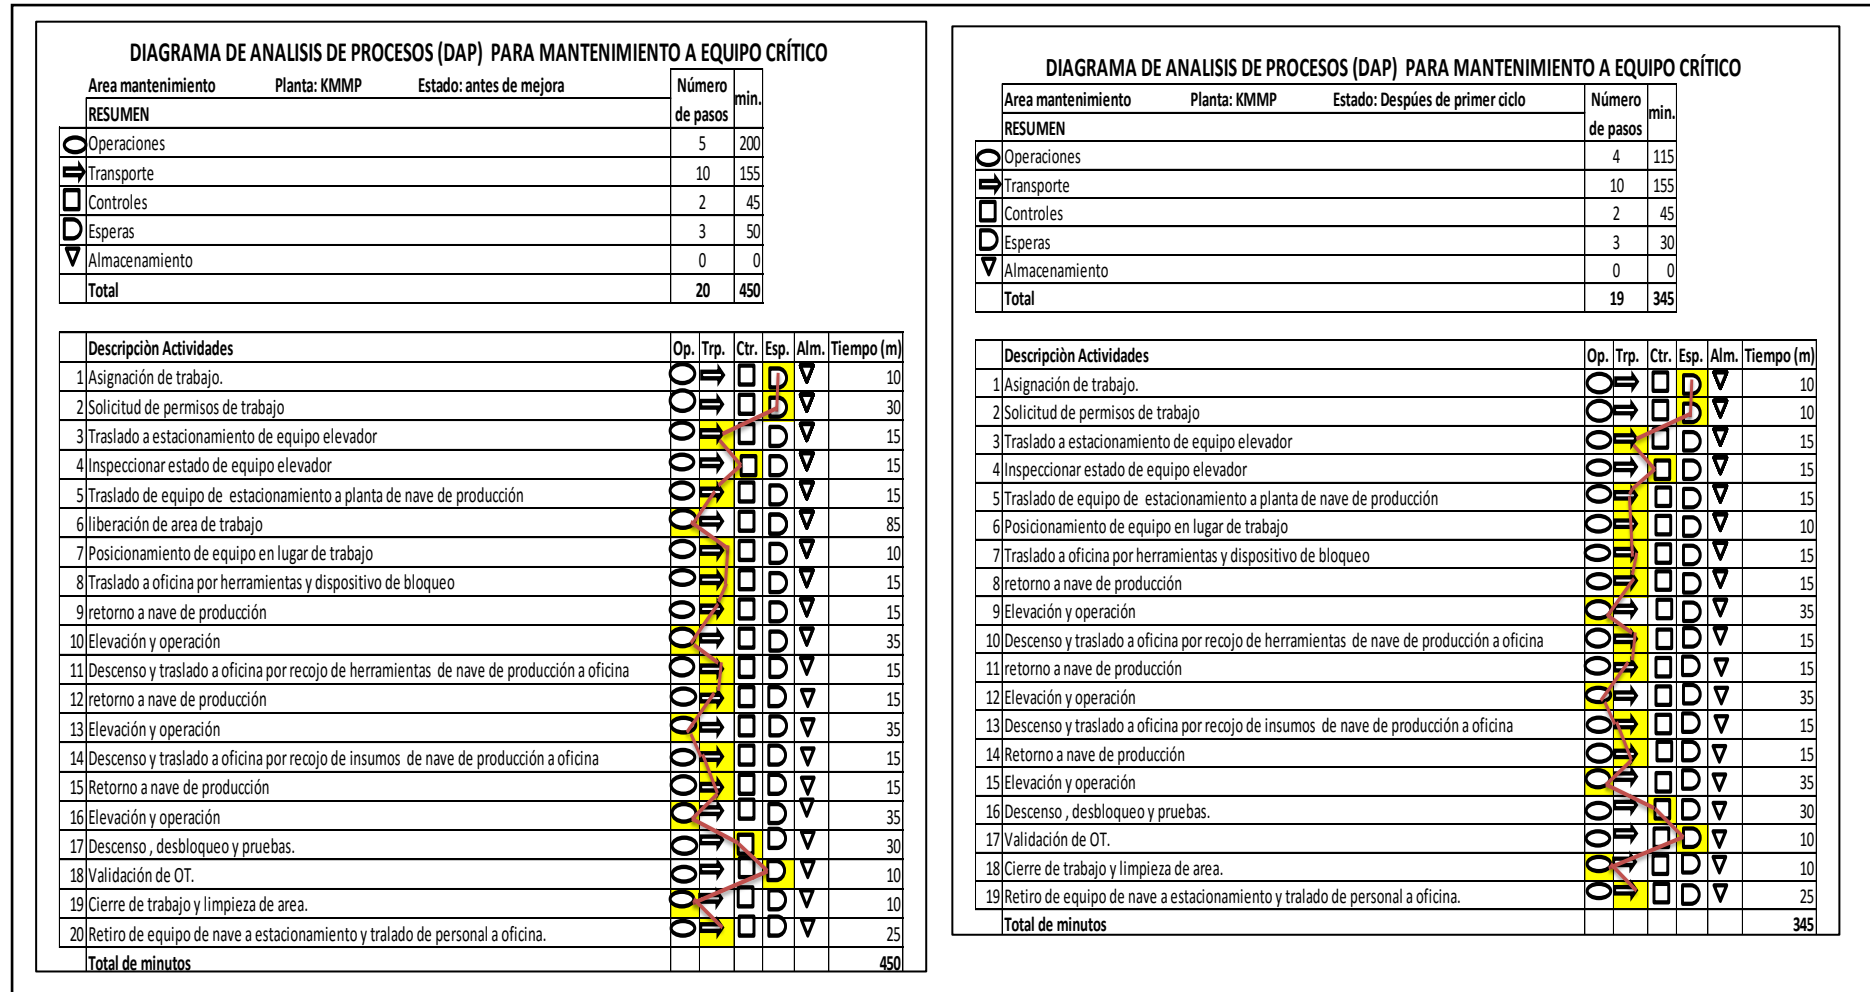 DIAGRAMA DE ANALISIS DE PROCESOS (DAP) PARA MANTENIMIENTO A EQUIPO CRÍTICO
Area mantenimiento Planta: KMMP Estado: antes de mejora Número de pasos min.
RESUMEN
Operaciones 5 200
Transporte 10 155
Controles 2 45
Esperas 3 50
Almacenamiento 0 0
Total 20 450
Descripciòn Actividades Op. Trp. Ctr. Esp. Alm. Tiempo (m)
1 Asignación de trabajo. 10
2 Solicitud de permisos de trabajo 30
3 Traslado a estacionamiento de equipo elevador 15
4 Inspeccionar estado de equipo elevador 15
5 Traslado de equipo de estacionamiento a planta de nave de producción 15
6 liberación de area de trabajo 85
7 Posicionamiento de equipo en lugar de trabajo 10
8 Traslado a oficina por herramientas y dispositivo de bloqueo 15
9 retorno a nave de producción 15
10 Elevación y operación 35
11 Descenso y traslado a oficina por recojo de herramientas de nave de producción a oficina 15
12 retorno a nave de producción 15
13 Elevación y operación 35
14 Descenso y traslado a oficina por recojo de insumos de nave de producción a oficina 15
15 Retorno a nave de producción 15
16 Elevación y operación 35
17 Descenso , desbloqueo y pruebas. 30
18 Validación de OT. 10
19 Cierre de trabajo y limpieza de area. 10
20 Retiro de equipo de nave a estacionamiento y tralado de personal a oficina. 25
Total de minutos 450
DIAGRAMA DE ANALISIS DE PROCESOS (DAP) PARA MANTENIMIENTO A EQUIPO CRÍTICO
Area mantenimiento Planta: KMMP Estado: Despúes de primer ciclo Número de pasos min.
RESUMEN
Operaciones 4 115
Transporte 10 155
Controles 2 45
Esperas 3 30
Almacenamiento 0 0
Total 19 345
Descripciòn Actividades Op. Trp. Ctr. Esp. Alm. Tiempo (m)
1 Asignación de trabajo. 10
2 Solicitud de permisos de trabajo 10
3 Traslado a estacionamiento de equipo elevador 15
4 Inspeccionar estado de equipo elevador 15
5 Traslado de equipo de estacionamiento a planta de nave de producción 15
6 Posicionamiento de equipo en lugar de trabajo 10
7 Traslado a oficina por herramientas y dispositivo de bloqueo 15
8 retorno a nave de producción 15
9 Elevación y operación 35
10 Descenso y traslado a oficina por recojo de herramientas de nave de producción a oficina 15
11 retorno a nave de producción 15
12 Elevación y operación 35
13 Descenso y traslado a oficina por recojo de insumos de nave de producción a oficina 15
14 Retorno a nave de producción 15
15 Elevación y operación 35
16 Descenso , desbloqueo y pruebas. 30
17 Validación de OT. 10
18 Cierre de trabajo y limpieza de area. 10
19 Retiro de equipo de nave a estacionamiento y tralado de personal a oficina. 25
Total de minutos 345